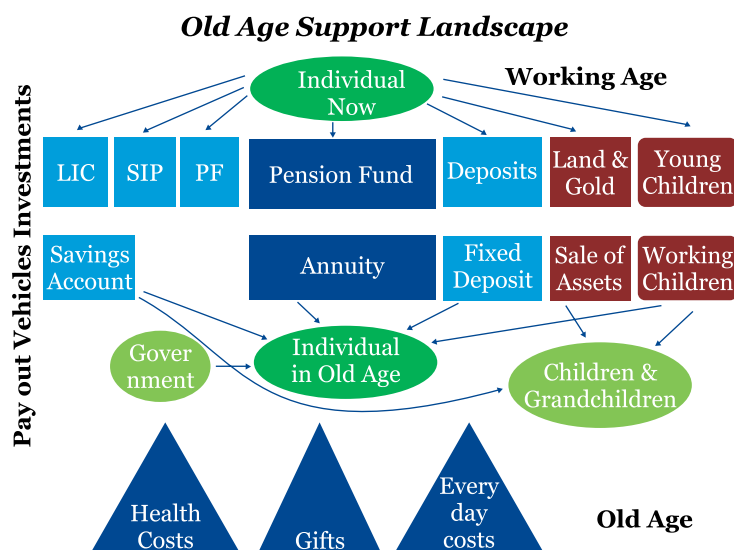 Old Age Support Landscape
Individual
Now
Working Age
Pay out Vehicles Investments
LIC
SIP
PF
Pension Fund
Deposits
Land &
Gold
Young
Children
Savings
Account
Annuity
Fixed
Deposit
Sale of
Assets
Working
Children
Gover
nment
Individual
in Old Age
Children &
Grandchildren
Health
Costs
Gifts
Every
day
costs
Old Age